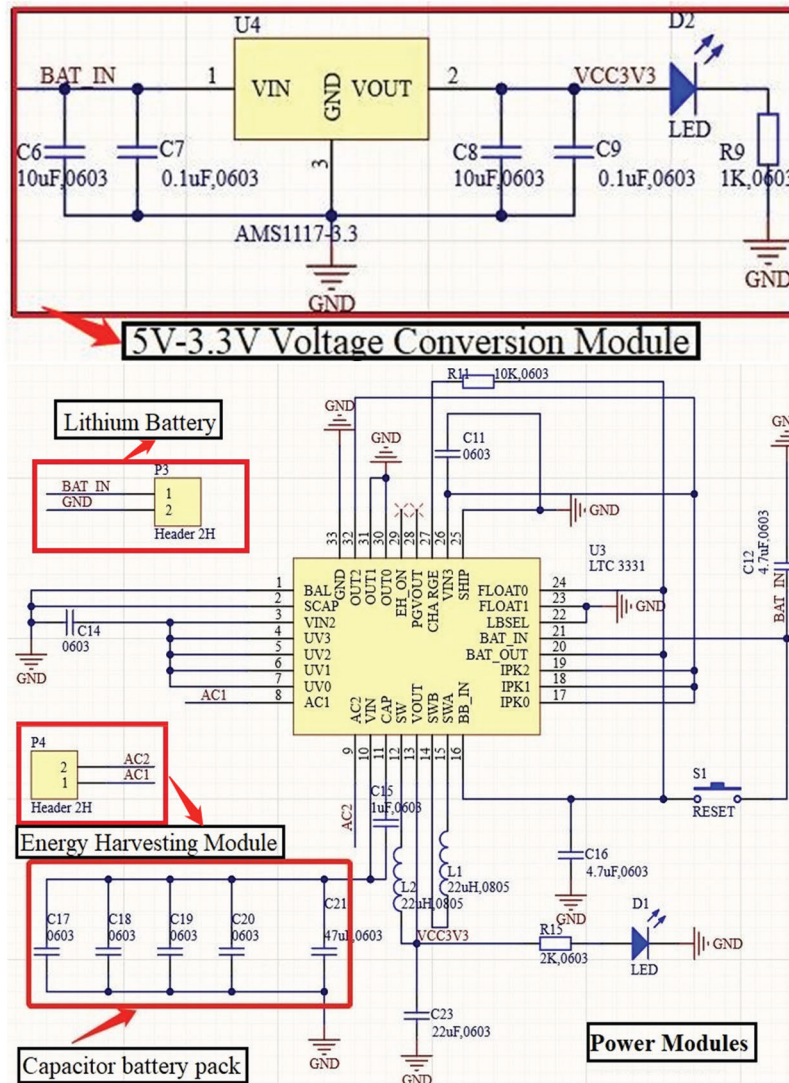 U4
D2
BAT_IN
1
VIN
GND
VOUT
2
VCC3V3
LED
3
C6
10uF,0603
C7
0.1uF,0603
C8
10uF,0603
C9
0.1uF,0603
R9
1K,0603
AMS1117-3.3
GND
GND
5V-3.3V Voltage Conversion Module
R11
10K,0603
Lithium Battery
GND
GND
C11
0603
P3
BAT_IN
1
GND
2
Header 2H
GND
C12
4.7uF,0603
BAT_IN
33
32
31
30
29
28
27
26
25
U3
LTC 3331
GND
OUT2
OUT1
OUT0
EH_ON
PGVOUT
CHA RGE
VIN3
SHIP
1
BAL
FLOAT0
24
2
SCAP
FLOAT1
23
GND
3
VIN2
LBSEL
22
4
UV3
BAT_IN
21
5
UV2
BAT_OUT
20
6
UV1
IPK2
19
7
UV0
IPK1
18
AC1
8
AC1
IPK0
17
C14
0603
GND
AC2
VIN
CAP
SW
VOUT
SWB
SWA
BB_IN
9
10
11
12
13
14
15
16
P4
2
AC2
1
AC1
Header 2H
AC2
C15
1uF,0603
S1
RESET
Energy Harvesting Module
L2
22uH,0805
L1
22uH,0805
C16
4.7uF,0603
GND
C17
0603
C18
0603
C19
0603
C20
0603
C21
47uF,0603
VCC3V3
R15
2K,0603
D1
LED
GND
C23
22uF,0603
GND
GND
Capacitor battery pack
Power Modules